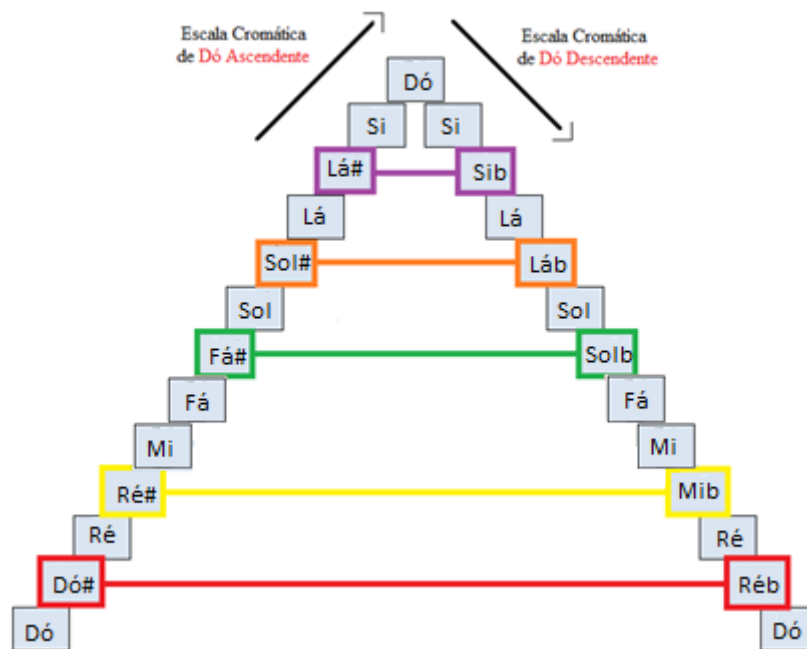 Escala Cromática
de Dó Ascendente
Escala Cromática
de Dó Descendente
Dó
Si Si
Lá# Sib
Lá Lá
Sol# Láb
Sol Sol
Fá# Solb
Fá Fá
Mi Mi
Ré# Mib
Ré Ré
Dó# Réb
Dó Dó